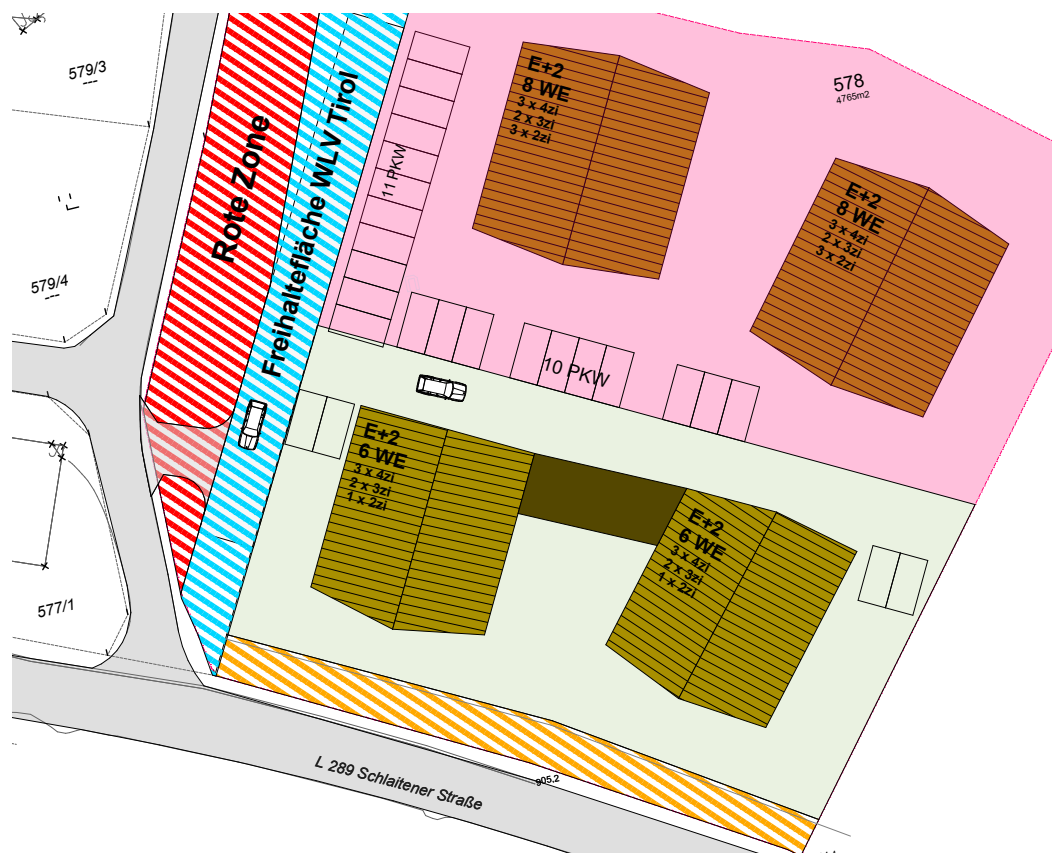 579/3
---
E+2
8 WE
3 x 4zi
2 x 3zi
3 x 2zi
578
4765m2
Rote Zone
Freihaltefläche WLV Tirol
11 PKW
E+2
8 WE
3 x 4zi
2 x 3zi
3 x 2zi
579/4
---
10 PKW
E+2
6 WE
3 x 4zi
2 x 3zi
1 x 2zi
E+2
6 WE
3 x 4zi
2 x 3zi
1 x 2zi
577/1
L 289 Schlaitener Straße
905,2